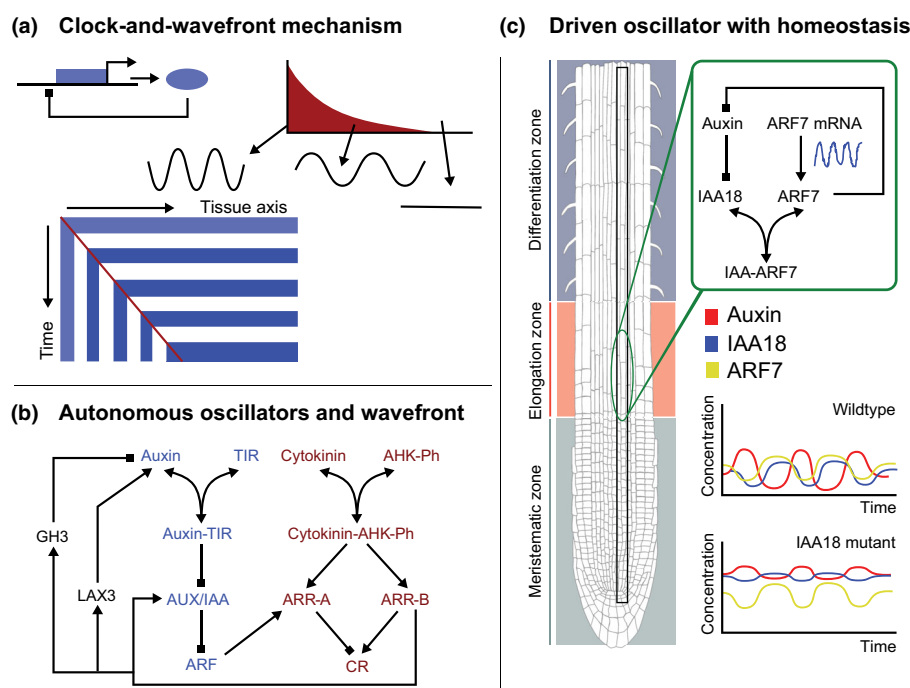 (a) Clock-and-wavefront mechanism
Tissue axis
Time
(b) Autonomous oscillators and wavefront
Auxin TIR Cytokinin AHK-Ph
GH3
Auxin-TIR Cytokinin-AHK-Ph
LAX3
AUX/IAA ARR-A ARR-B
ARF CR
(c) Driven oscillator with homeostasis
Differentiation zone
Elongation zone
Meristematic zone
Auxin ARF7 mRNA
IAA18 ARF7
IAA-ARF7
Auxin
IAA18
ARF7
Wildtype
Concentration
Time
IAA18 mutant
Concentration
Time